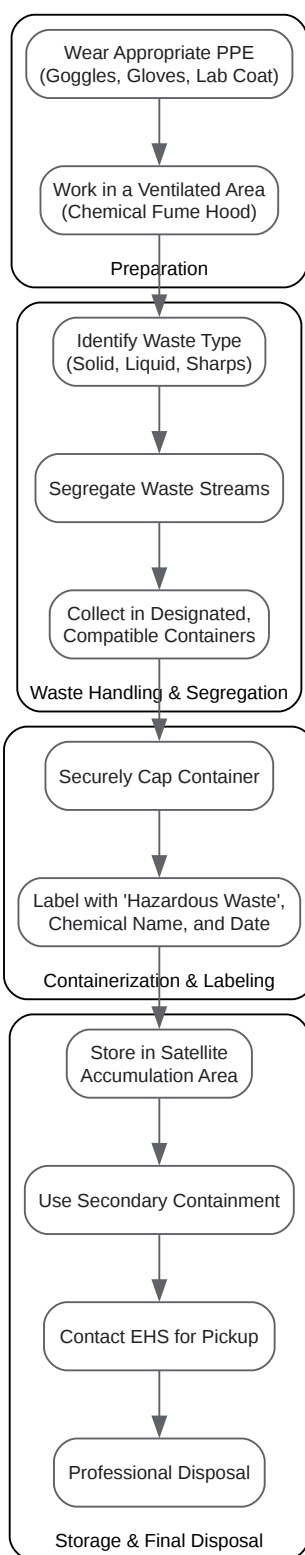 Wear Appropriate PPE
(Goggles, Gloves, Lab Coat)
Work in a Ventilated Area
(Chemical Fume Hood)
Preparation
Identify Waste Type
(Solid, Liquid, Sharps)
Segregate Waste Streams
Collect in Designated,
Compatible Containers
Waste Handling & Segregation
Securely Cap Container
Label with 'Hazardous Waste',
Chemical Name, and Date
Containerization & Labeling
Store in Satellite
Accumulation Area
Use Secondary Containment
Contact EHS for Pickup
Professional Disposal
Storage & Final Disposal